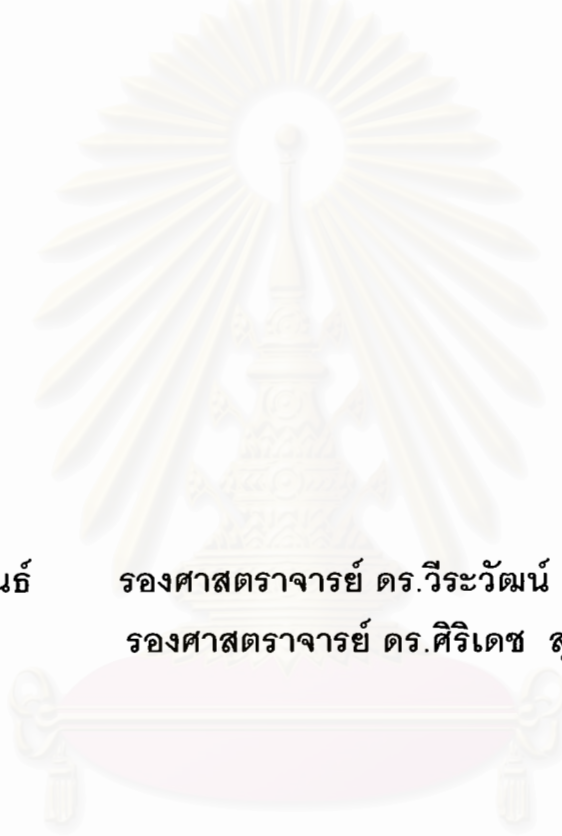 นธ์ รองศาสตราจารย์ ดร.วีระวัฒน์
รองศาสตราจารย์ ดร.ศิริเดช